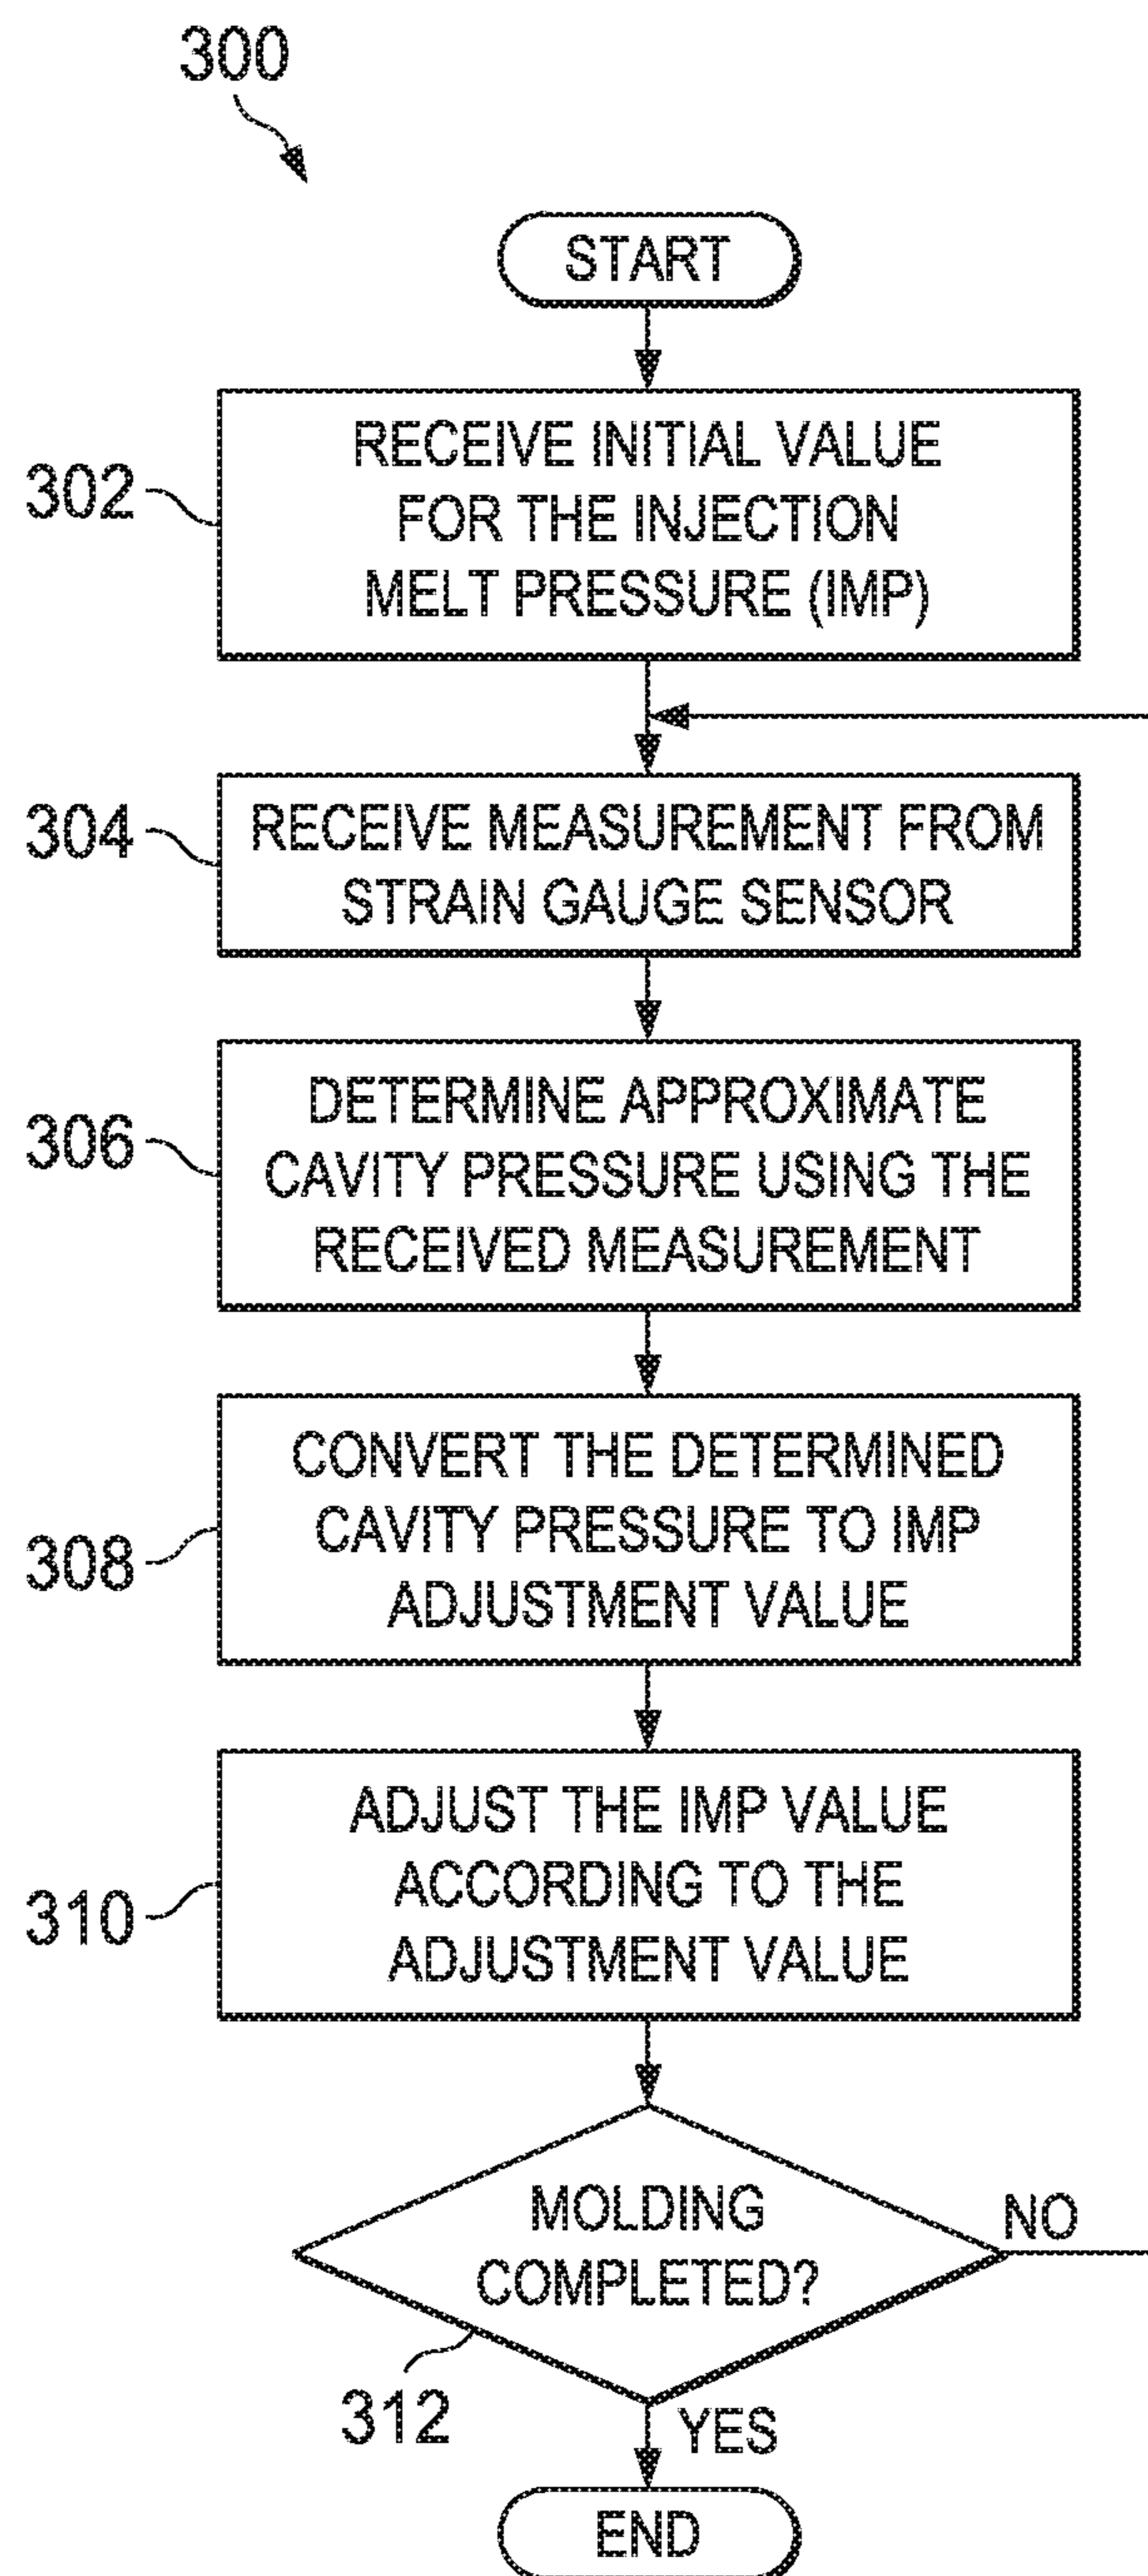 300
START
302
RECEIVE INITIAL VALUE
FOR THE INJECTION
MELT PRESSURE (IMP)
304
RECEIVE MEASUREMENT FROM
STRAIN GAUGE SENSOR
306
DETERMINE APPROXIMATE
CAVITY PRESSURE USING THE
RECEIVED MEASUREMENT
308
CONVERT THE DETERMINED
CAVITY PRESSURE TO IMP
ADJUSTMENT VALUE
310
ADJUST THE IMP VALUE
ACCORDING TO THE
ADJUSTMENT VALUE
MOLDING
COMPLETED?
NO
312
YES
END